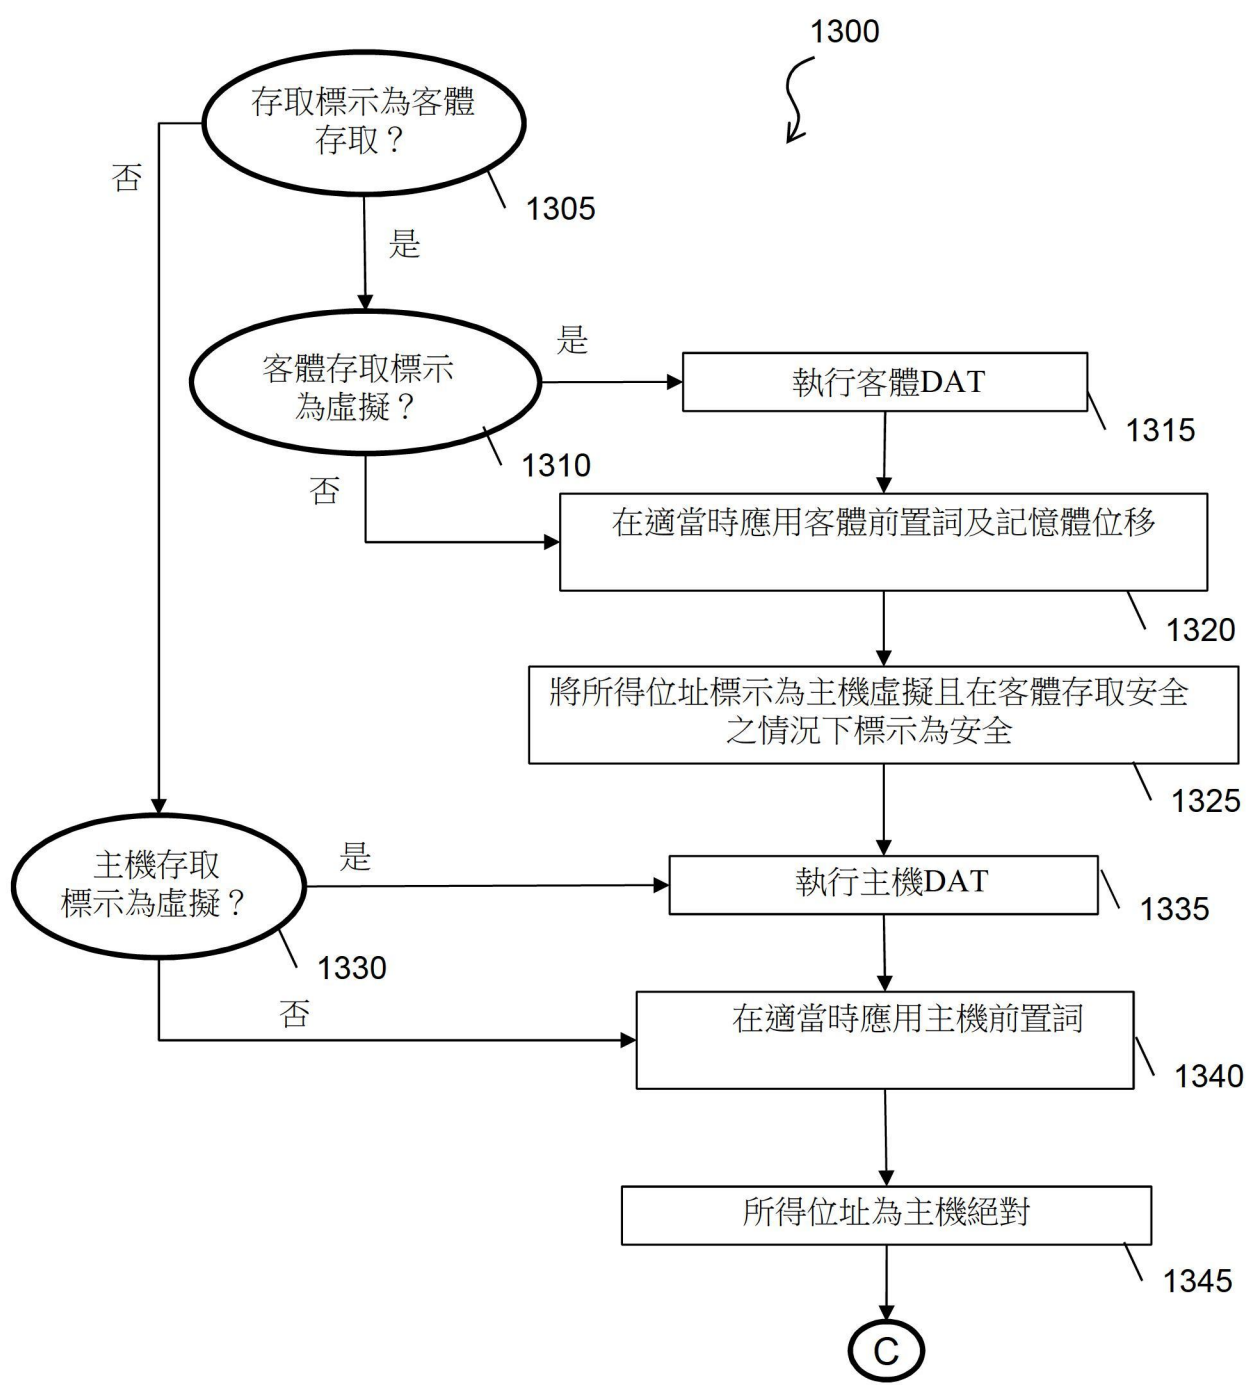 1300
存取標示為客體
存取？
否
1305
是
客體存取標示
為虛擬？
是
執行客體DAT
1315
1310
否
在適當時應用客體前置詞及記憶體位移
1320
將所得位址標示為主機虛擬且在客體存取安全
之情況下標示為安全
1325
主機存取
標示為虛擬？
是
執行主機DAT
1335
1330
否
在適當時應用主機前置詞
1340
所得位址為主機絕對
1345
C